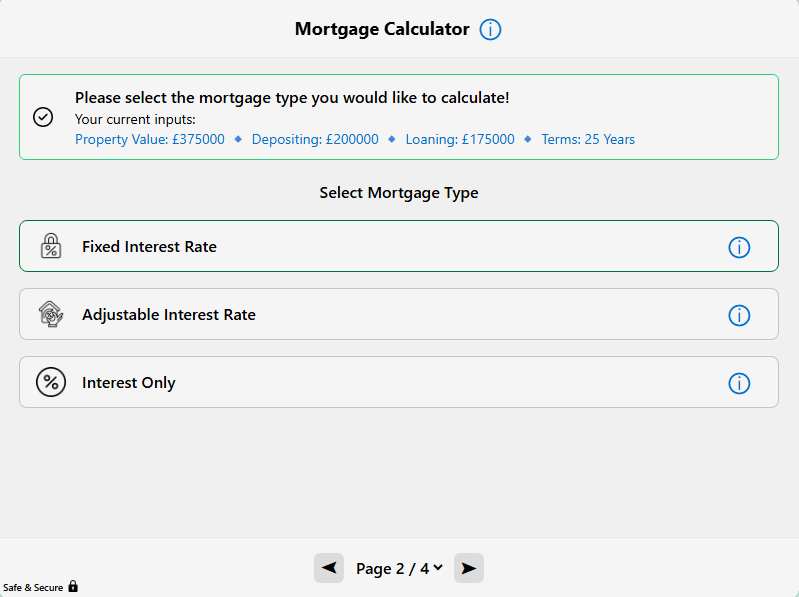 Mortgage Calculator
Please select the mortgage type you would like to calculate!
Your current inputs:
Property Value: £375000 ◆ Depositing: £200000 ◆ Loaning: £175000 ◆ Terms: 25 Years
Select Mortgage Type
Fixed Interest Rate
Adjustable Interest Rate
Interest Only
Page 2 / 4
Safe & Secure